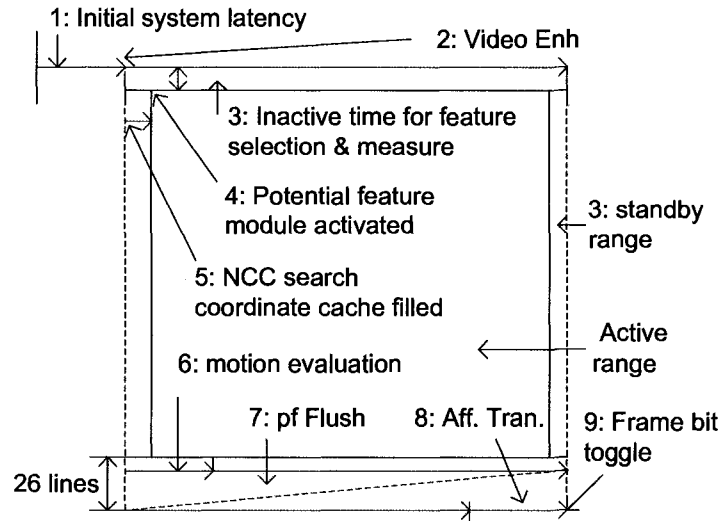 1: Initial system latency
2: Video Enh
3: Inactive time for feature
selection & measure
4: Potential feature
module activated
3: standby
range
5: NCC search
coordinate cache filled
Active
range
6: motion evaluation
7: pf Flush
8: Aff. Tran.
9: Frame bit
toggle
26 lines